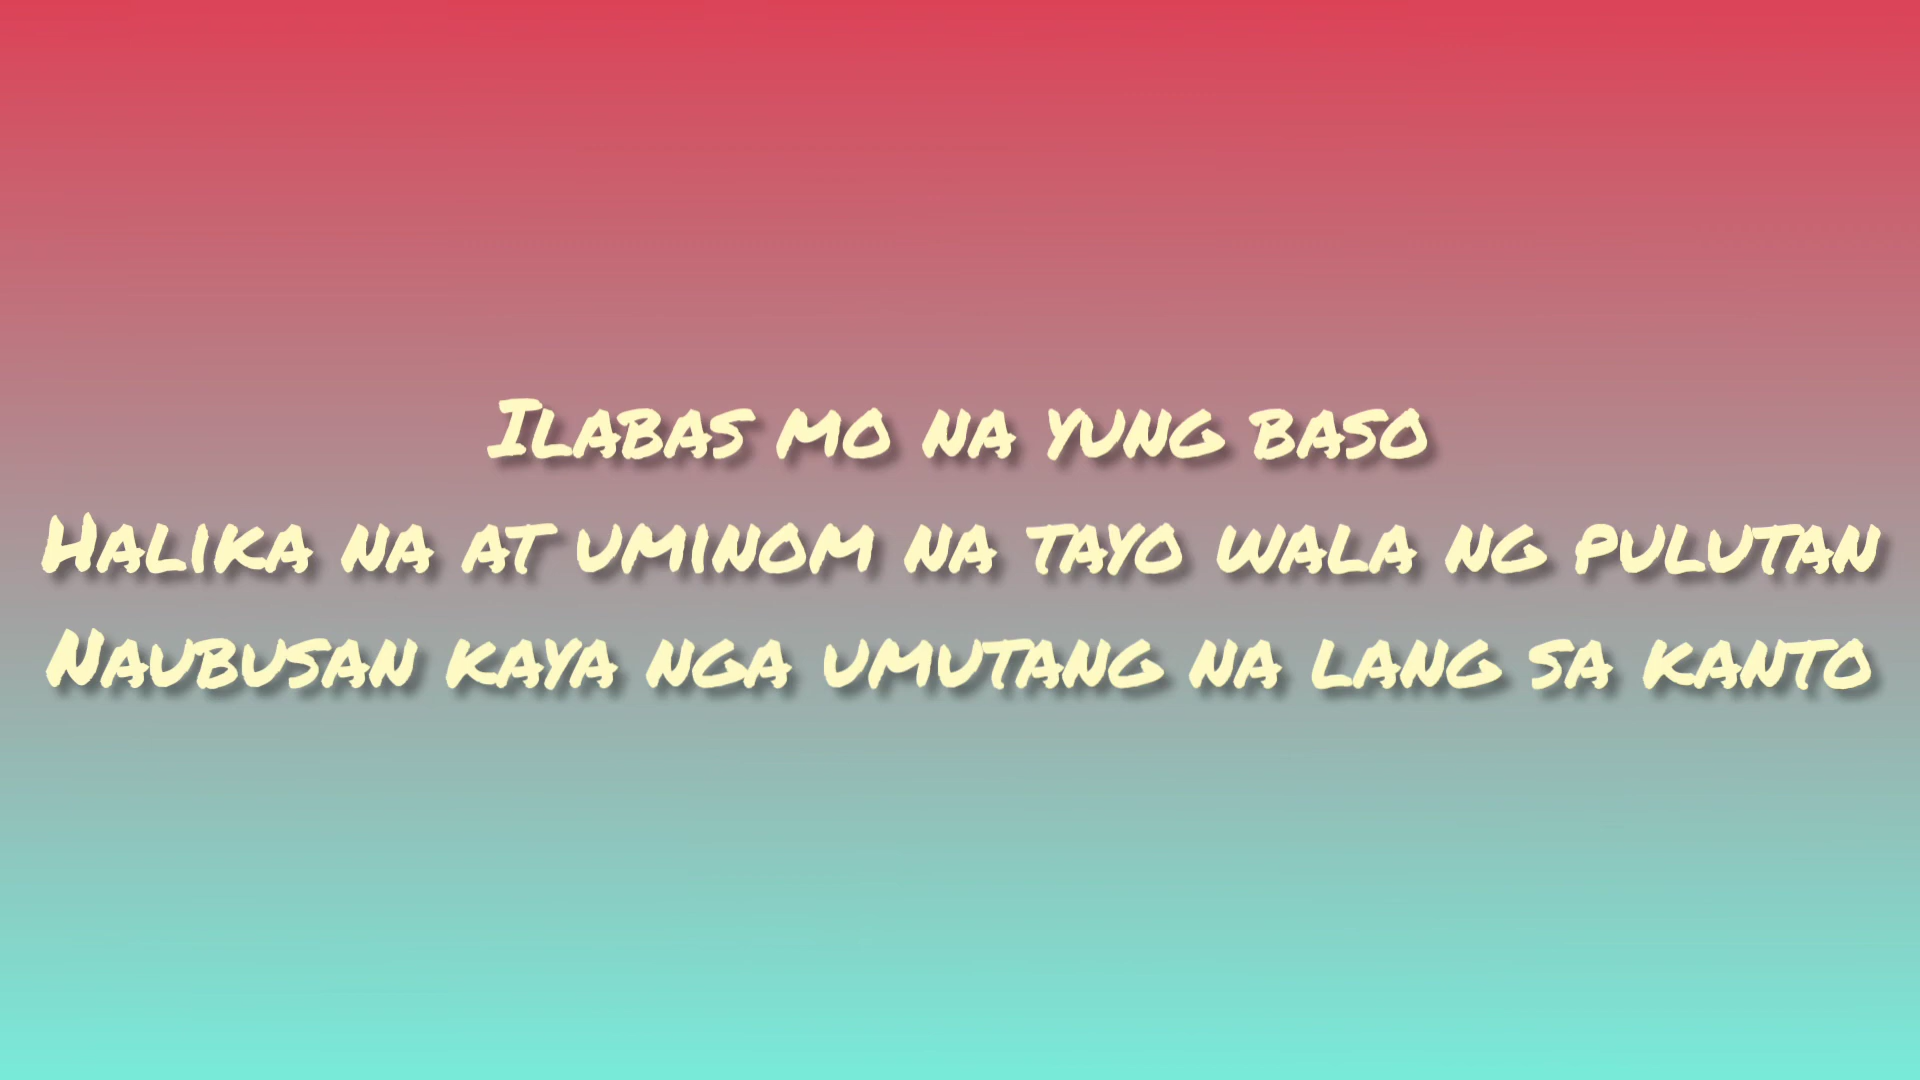 Ilabas mo na yung baso
Halika na at uminom na tayo wala ng pulutan
Naubusan kaya nga umutang na lang sa kanto